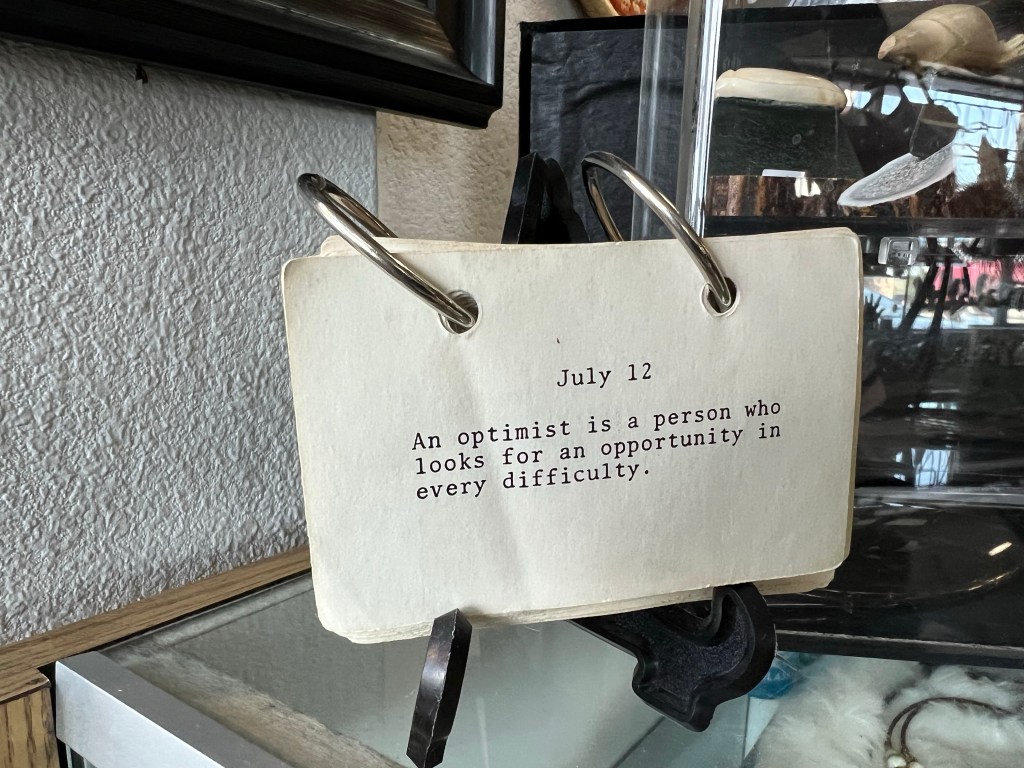 July 12
An optimist is a person who
looks for an opportunity in
every difficulty.